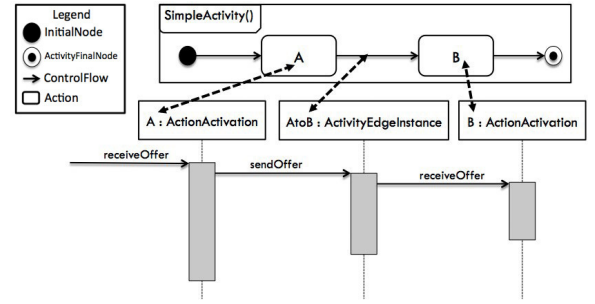 Legend
InitialNode
ActivityFinalNode
ControlFlow
Action
SimpleActivity()
A
B
A : ActionActivation
AtoB : ActivityEdgeInstance
B : ActionActivation
receiveOffer
sendOffer
receiveOffer